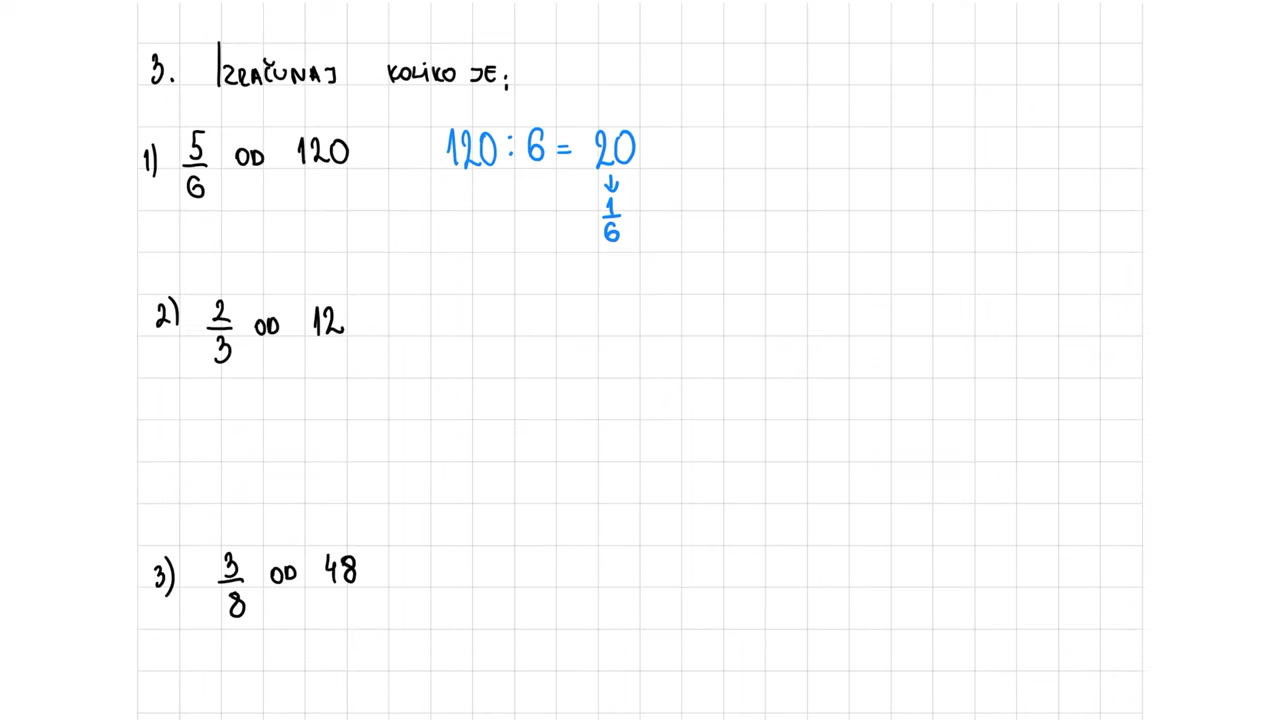 3. IZRAČUNAJ KOLIKO JE:
1) 5/6 OD 120 120 : 6 = 20
↓
1/6
2) 2/3 OD 12
3) 3/8 OD 48